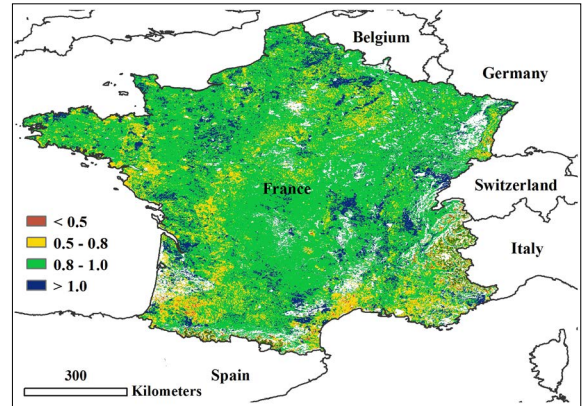 Belgium
Germany
France
Switzerland
< 0.5
0.5 - 0.8
Italy
0.8 - 1.0
> 1.0
300
Kilometers
Spain